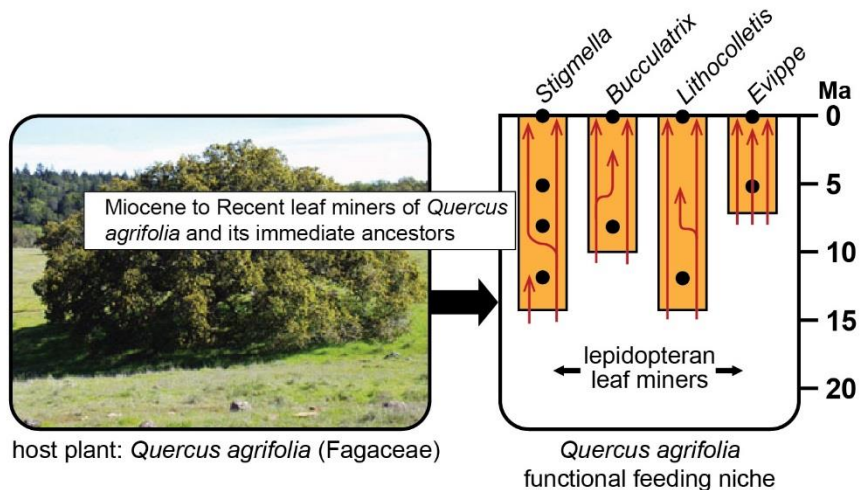 Stigmella
Bucculatrix
Lithocolletis
Evippe
Ma
0
5
10
15
20
Miocene to Recent leaf miners of Quercus
agrifolia and its immediate ancestors
lepidopteran
leaf miners
host plant: Quercus agrifolia (Fagaceae)
Quercus agrifolia
functional feeding niche